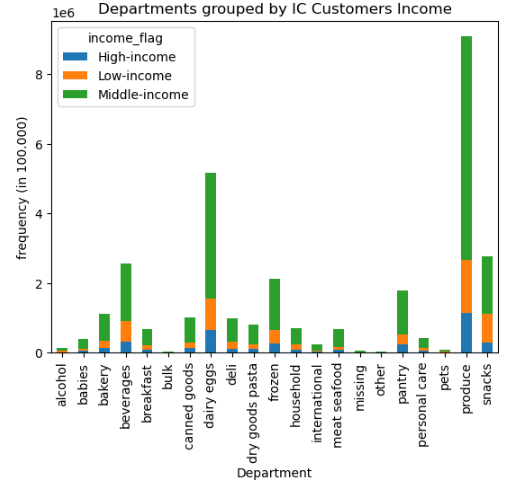 Departments grouped by IC Customers Income
1e6
income_flag
High-income
Low-income
Middle-income
8
6
4
2
0
frequency (in 100.000)
alcohol
babies
bakery
beverages
breakfast
bulk
canned goods
dairy eggs
deli
dry goods pasta
frozen
household
international
meat seafood
missing
other
pantry
personal care
pets
produce
snacks
Department